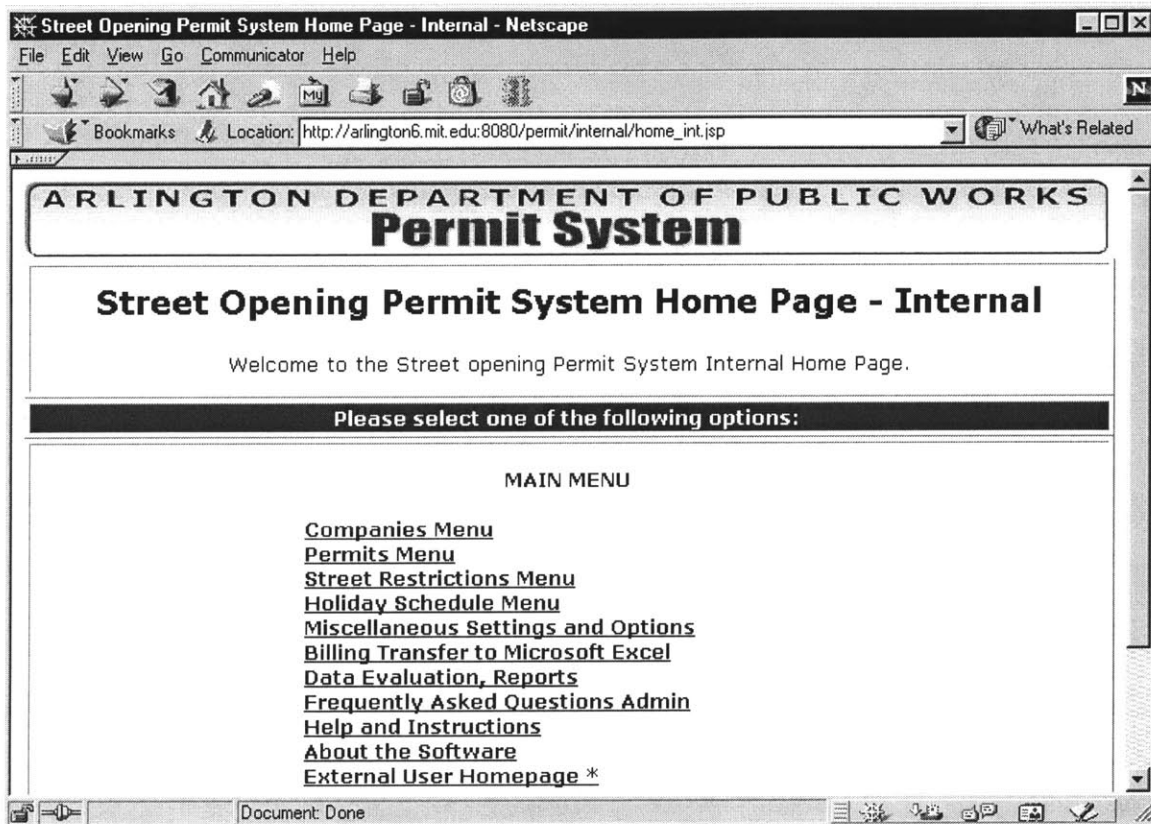 Street Opening Permit System Home Page - Internal - Netscape
File Edit View Go Communicator Help
My
N
Bookmarks Location: http://arlington6.mit.edu:8080/permit/internal/home_int.jsp What's Related
ARLINGTON DEPARTMENT OF PUBLIC WORKS
Permit System
Street Opening Permit System Home Page - Internal
Welcome to the Street opening Permit System Internal Home Page.
Please select one of the following options:
MAIN MENU
Companies Menu
Permits Menu
Street Restrictions Menu
Holiday Schedule Menu
Miscellaneous Settings and Options
Billing Transfer to Microsoft Excel
Data Evaluation, Reports
Frequently Asked Questions Admin
Help and Instructions
About the Software
External User Homepage *
Document: Done